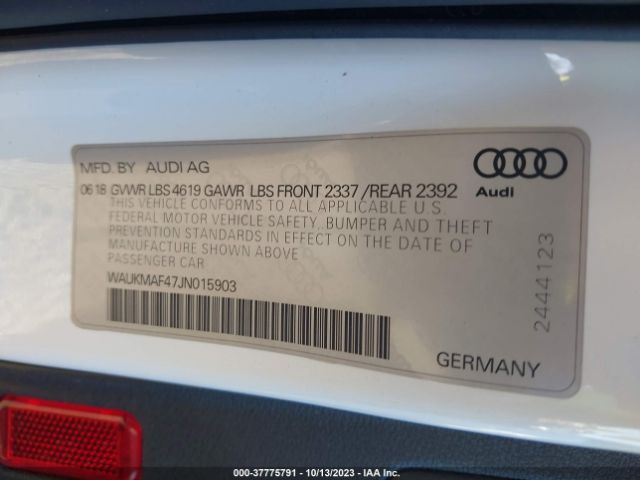 MFD. BY AUDI AG
06 18 GVWR LBS 4619 GAWR LBS FRONT 2337 / REAR 2392
THIS VEHICLE CONFORMS TO ALL APPLICABLE U.S.
FEDERAL MOTOR VEHICLE SAFETY, BUMPER AND THEFT
PREVENTION STANDARDS IN EFFECT ON THE DATE OF
MANUFACTURE SHOWN ABOVE
PASSENGER CAR
WAUKMAF47JN015903
Audi
2444123
GERMANY
000-37775791 - 10/13/2023 - IAA Inc.